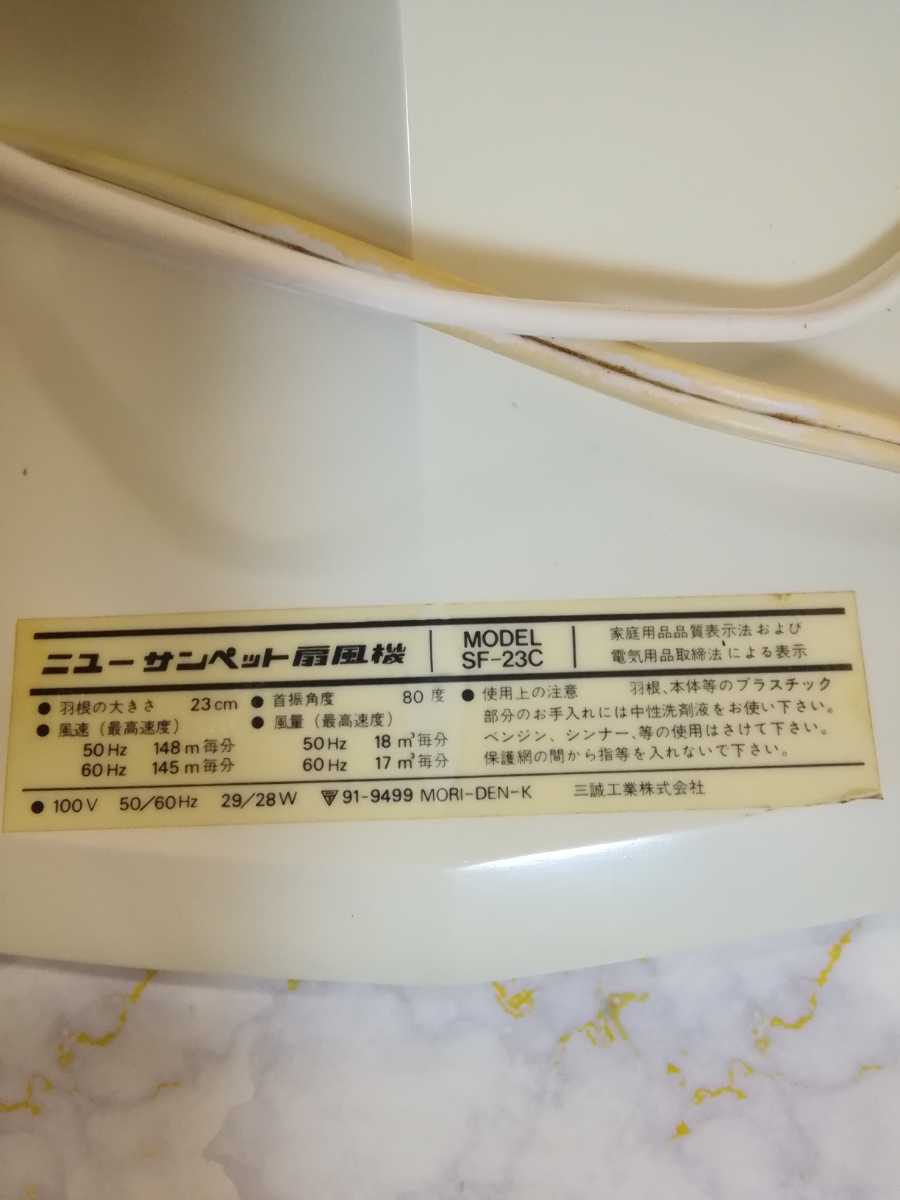 ニューサンペット扇風機
MODEL
SF-23C
家庭用品品質表示法および
電気用品取締法による表示
● 羽根の大きさ 23cm
● 風速(最高速度)
50Hz 148m毎分
60Hz 145m毎分
● 首振角度 80度
● 風量(最高速度)
50Hz 18m³毎分
60Hz 17m³毎分
● 使用上の注意 羽根、本体等のプラスチック
部分のお手入れには中性洗剤液をお使い下さい。
ベンジン、シンナー、等の使用はさけて下さい。
保護網の間から指等を入れないで下さい。
● 100V 50/60Hz 29/28W 91-9499 MORI-DEN-K 三誠工業株式会社